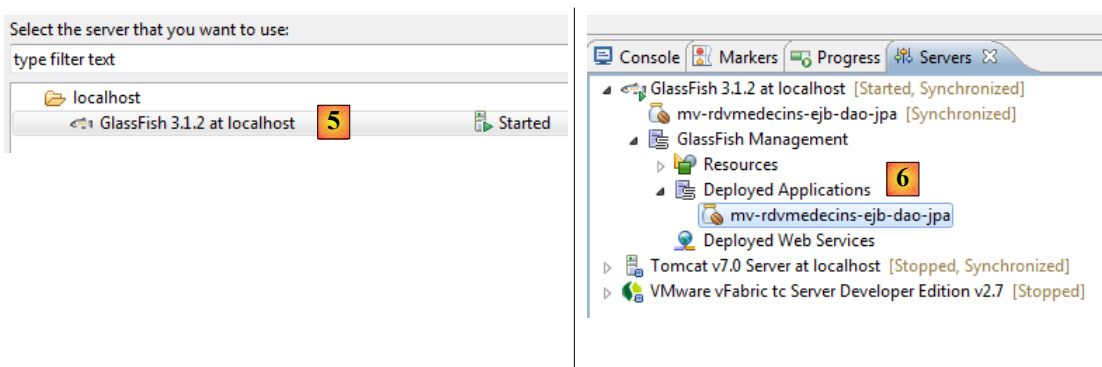 Select the server that you want to use:
type filter text
localhost
GlassFish 3.1.2 at localhost 5 Started
Console Markers Progress Servers
GlassFish 3.1.2 at localhost [Started, Synchronized]
mv-rdvmedecins-ejb-dao-jpa [Synchronized]
GlassFish Management
Resources
Deployed Applications 6
mv-rdvmedecins-ejb-dao-jpa
Deployed Web Services
Tomcat v7.0 Server at localhost [Stopped, Synchronized]
VMware vFabric tc Server Developer Edition v2.7 [Stopped]